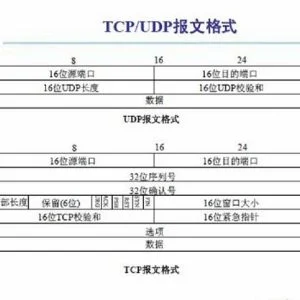 TCP/UDP报文格式
8 16 24
16位源端口 16位目的端口
16位UDP长度 16位UDP校验和
数据
UDP报文格式
8 16 24
16位源端口 16位目的端口
32位序列号
32位确认号
部长度 保留(6位) URG ACK PSH RST SYN FIN 16位窗口大小
16位TCP校验和 16位紧急指针
选项
数据
TCP报文格式